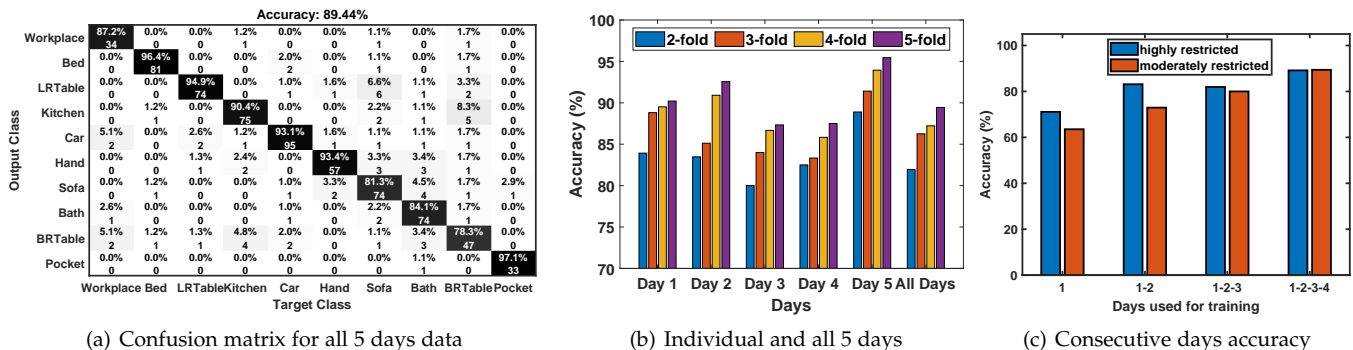 Accuracy: 89.44%
Output Class
Workplace 87.2% 0.0% 0.0% 1.2% 0.0% 0.0% 1.1% 0.0% 1.7% 0.0%
34 0 0 1 0 0 1 0 1 0
Bed 0.0% 96.4% 0.0% 0.0% 2.0% 0.0% 1.1% 0.0% 1.7% 0.0%
0 81 0 0 2 0 1 0 1 0
LRTable 0.0% 0.0% 94.9% 0.0% 1.0% 1.6% 6.6% 1.1% 3.3% 0.0%
0 0 74 0 1 1 6 1 2 0
Kitchen 0.0% 1.2% 0.0% 90.4% 0.0% 0.0% 2.2% 1.1% 8.3% 0.0%
0 1 0 75 0 0 2 1 5 0
Car 5.1% 0.0% 2.6% 1.2% 93.1% 1.6% 1.1% 1.1% 1.7% 0.0%
2 0 2 1 95 1 1 1 1 0
Hand 0.0% 0.0% 1.3% 2.4% 0.0% 93.4% 3.3% 3.4% 1.7% 0.0%
0 0 1 2 0 57 3 3 1 0
Sofa 0.0% 1.2% 0.0% 0.0% 1.0% 3.3% 81.3% 4.5% 1.7% 2.9%
0 1 0 0 1 2 74 4 1 1
Bath 2.6% 0.0% 0.0% 0.0% 1.0% 0.0% 2.2% 84.1% 1.7% 0.0%
1 0 0 0 1 0 2 74 1 0
BRTable 5.1% 1.2% 1.3% 4.8% 2.0% 0.0% 1.1% 3.4% 78.3% 0.0%
2 1 1 4 2 0 1 3 47 0
Pocket 0.0% 0.0% 0.0% 0.0% 0.0% 0.0% 0.0% 1.1% 0.0% 97.1%
0 0 0 0 0 0 0 1 0 33
Workplace Bed LRTable Kitchen Car Hand Sofa Bath BRTable Pocket
Target Class
(a) Confusion matrix for all 5 days data
Accuracy (%)
100
95
90
85
80
75
70
2-fold 3-fold 4-fold 5-fold
Day 1 Day 2 Day 3 Day 4 Day 5 All Days
Days
(b) Individual and all 5 days
Accuracy (%)
100
80
60
40
20
0
highly restricted
moderately restricted
1 1-2 1-2-3 1-2-3-4
Days used for training
(c) Consecutive days accuracy